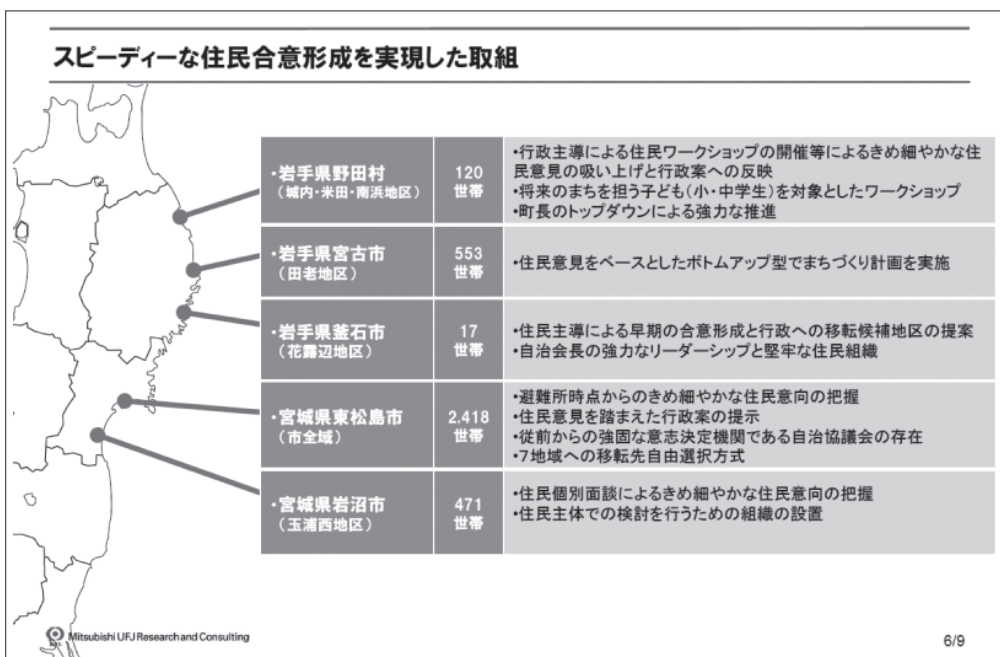 スピーディーな住民合意形成を実現した取組
・岩手県野田村
（城内・米田・南浜地区）
120
世帯
・行政主導による住民ワークショップの開催等によるきめ細やかな住
民意見の吸い上げと行政案への反映
・将来のまちを担う子ども（小・中学生）を対象としたワークショップ
・町長のトップダウンによる強力な推進
・岩手県宮古市
（田老地区）
553
世帯
・住民意見をベースとしたボトムアップ型でまちづくり計画を実施
・岩手県釜石市
（花露辺地区）
17
世帯
・住民主導による早期の合意形成と行政への移転候補地区の提案
・自治会長の強力なリーダーシップと堅牢な住民組織
・宮城県東松島市
（市全域）
2,418
世帯
・避難所時点からのきめ細やかな住民意向の把握
・住民意見を踏まえた行政案の提示
・従前からの強固な意志決定機関である自治協議会の存在
・7地域への移転先自由選択方式
・宮城県岩沼市
（玉浦西地区）
471
世帯
・住民個別面談によるきめ細やかな住民意向の把握
・住民主体での検討を行うための組織の設置
Mitsubishi UFJ Research and Consulting
6/9